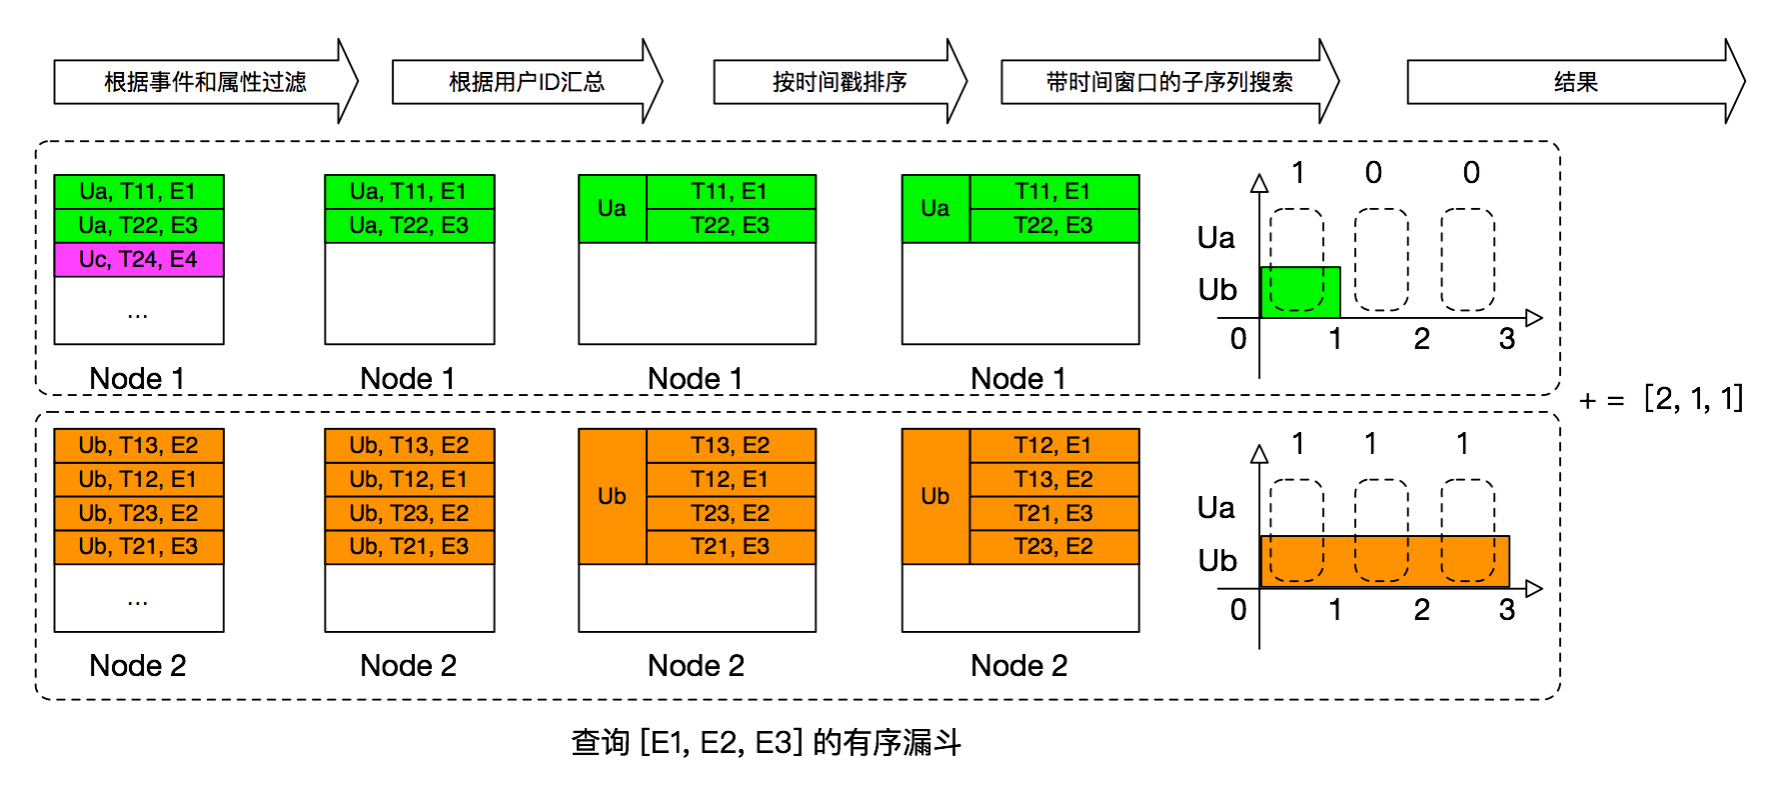 根据事件和属性过滤
根据用户ID汇总
按时间戳排序
带时间窗口的子序列搜索
结果
Ua, T11, E1
Ua, T22, E3
Uc, T24, E4
...
Node 1
Ua, T11, E1
Ua, T22, E3
Node 1
Ua
T11, E1
T22, E3
Node 1
Ua
T11, E1
T22, E3
Node 1
1 0 0
Ua
Ub
0 1 2 3
Ub, T13, E2
Ub, T12, E1
Ub, T23, E2
Ub, T21, E3
...
Node 2
Ub, T13, E2
Ub, T12, E1
Ub, T23, E2
Ub, T21, E3
Node 2
Ub
T13, E2
T12, E1
T23, E2
T21, E3
Node 2
Ub
T12, E1
T13, E2
T21, E3
T23, E2
Node 2
1 1 1
Ua
Ub
0 1 2 3
+ = [2, 1, 1]
查询 [E1, E2, E3] 的有序漏斗